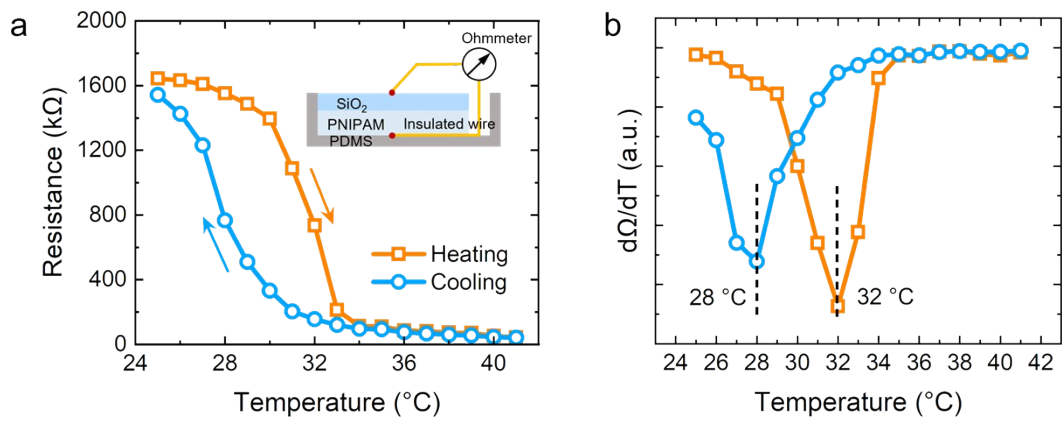 a
2000
1600
1200
800
400
0
Resistance (kΩ)
Ohmmeter
SiO₂
PNIPAM Insulated wire
PDMS
Heating
Cooling
24 28 32 36 40
Temperature (°C)
b
dΩ/dT (a.u.)
28 °C
32 °C
24 26 28 30 32 34 36 38 40 42
Temperature (°C)